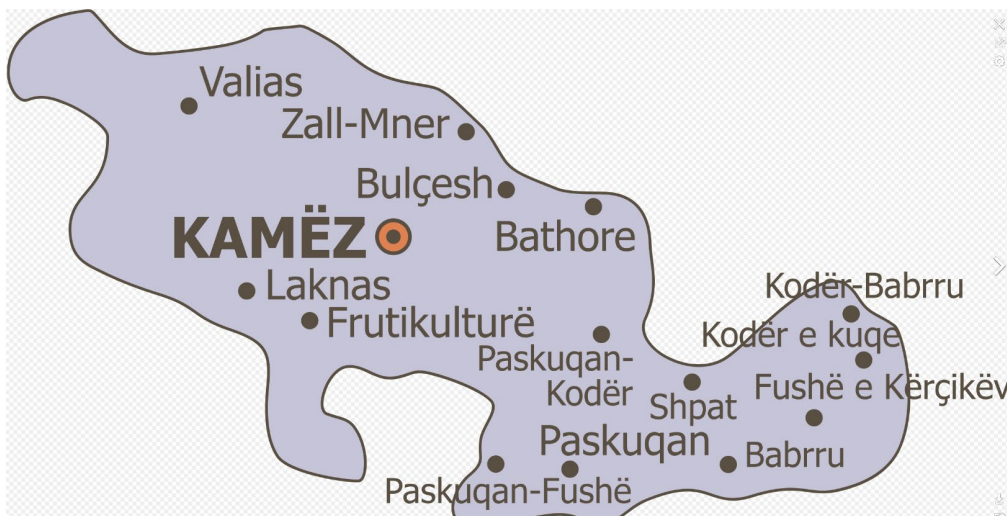 Valias
Zall-Mner
Bulçesh
Bathore
KAMËZ
Laknas
Frutikulturë
Kodër-Babrru
Kodër e kuqe
Paskuqan-
Kodër
Fushë e Kërçikëv
Shpat
Paskuqan
Babrru
Paskuqan-Fushë